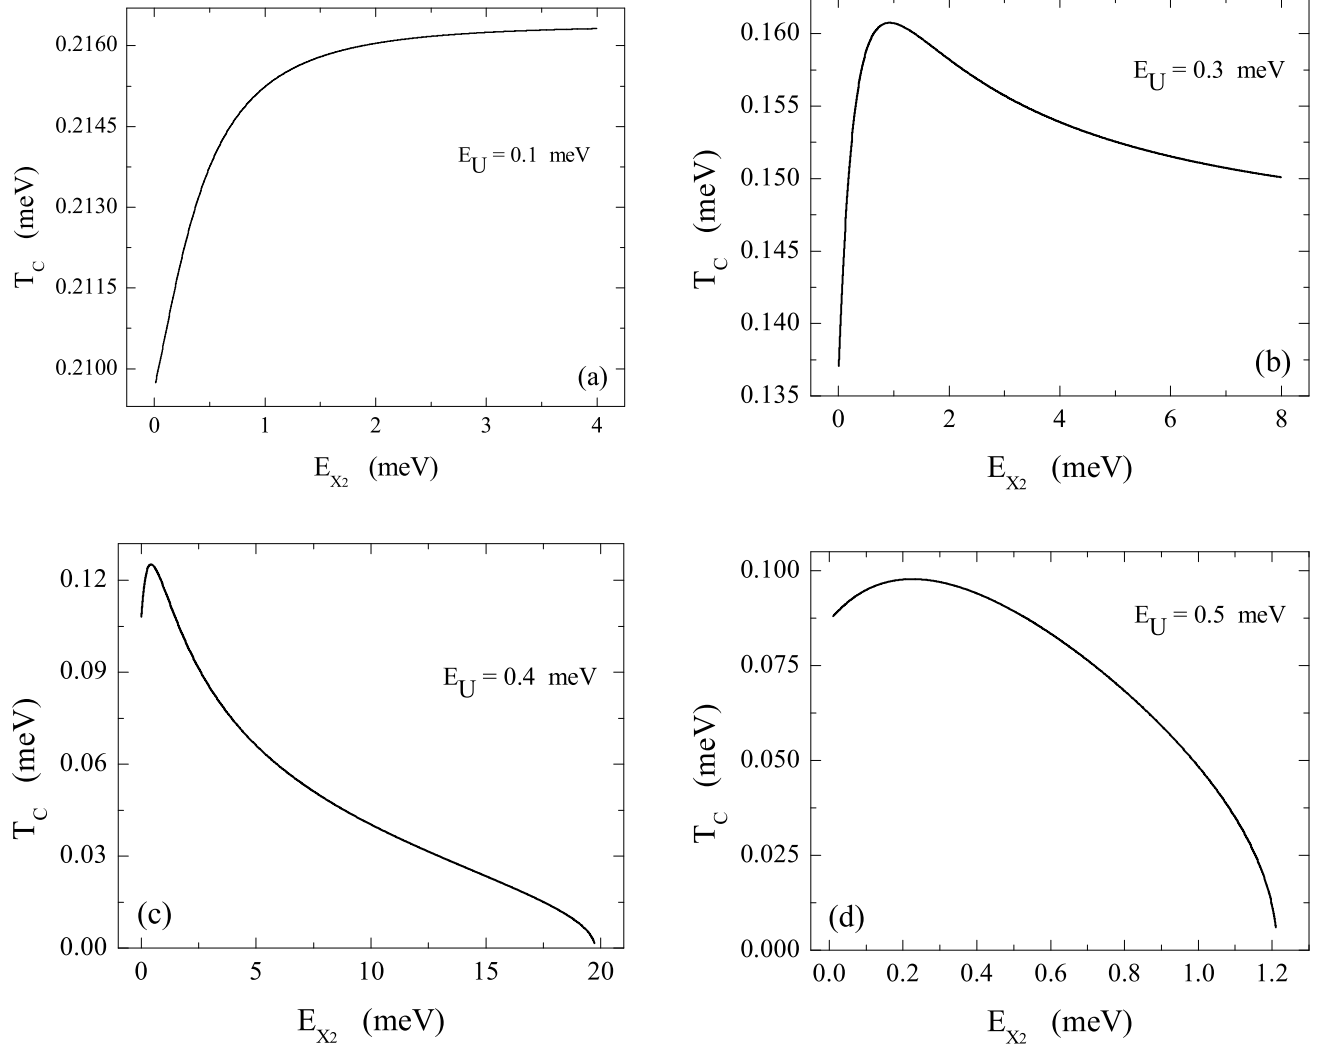 0.2160
0.2145
0.2130
0.2115
0.2100
T_C (meV)
E_U = 0.1 meV
(a)
0 1 2 3 4
E_X2 (meV)
0.160
0.155
0.150
0.145
0.140
0.135
T_C (meV)
E_U = 0.3 meV
(b)
0 2 4 6 8
E_X2 (meV)
0.12
0.09
0.06
0.03
0.00
T_C (meV)
E_U = 0.4 meV
(c)
0 5 10 15 20
E_X2 (meV)
0.100
0.075
0.050
0.025
0.000
T_C (meV)
E_U = 0.5 meV
(d)
0.0 0.2 0.4 0.6 0.8 1.0 1.2
E_X2 (meV)